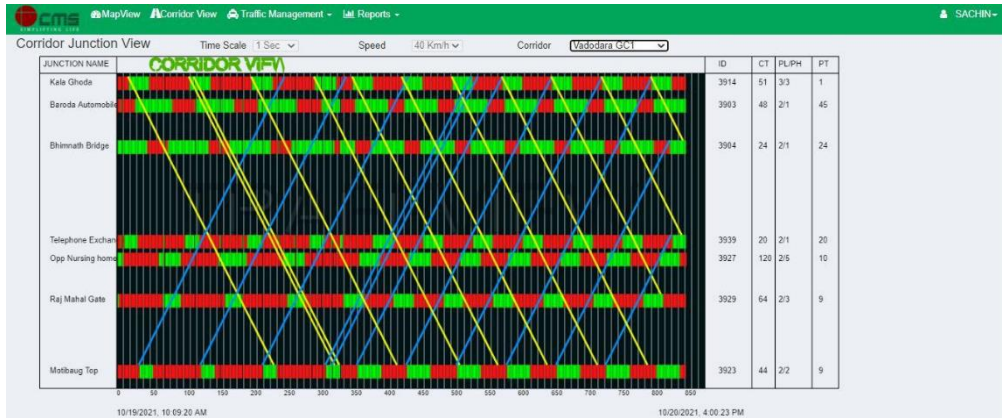 cms MapView Corridor View Traffic Management Reports SACHIN
SIMPLIFYING LIFE
Corridor Junction View Time Scale 1 Sec Speed 40 Km/h Corridor Vadodara GC1
JUNCTION NAME CORRIDOR VIEW ID CT PL/PH PT
Kale Ghoda 3914 51 3/3 1
Baroda Automobile 3903 48 2/1 45
Bhimnath Bridge 3904 24 2/1 24
Telephone Exchan 3939 20 2/1 20
Opp Nursing home 3927 120 2/5 10
Raj Mahal Gate 3929 64 2/3 9
Motibaug Top 3923 44 2/2 9
0 50 100 150 200 250 300 350 400 450 500 550 600 650 700 750 800 850
10/19/2021, 10:09:20 AM 10/20/2021, 4:00:23 PM